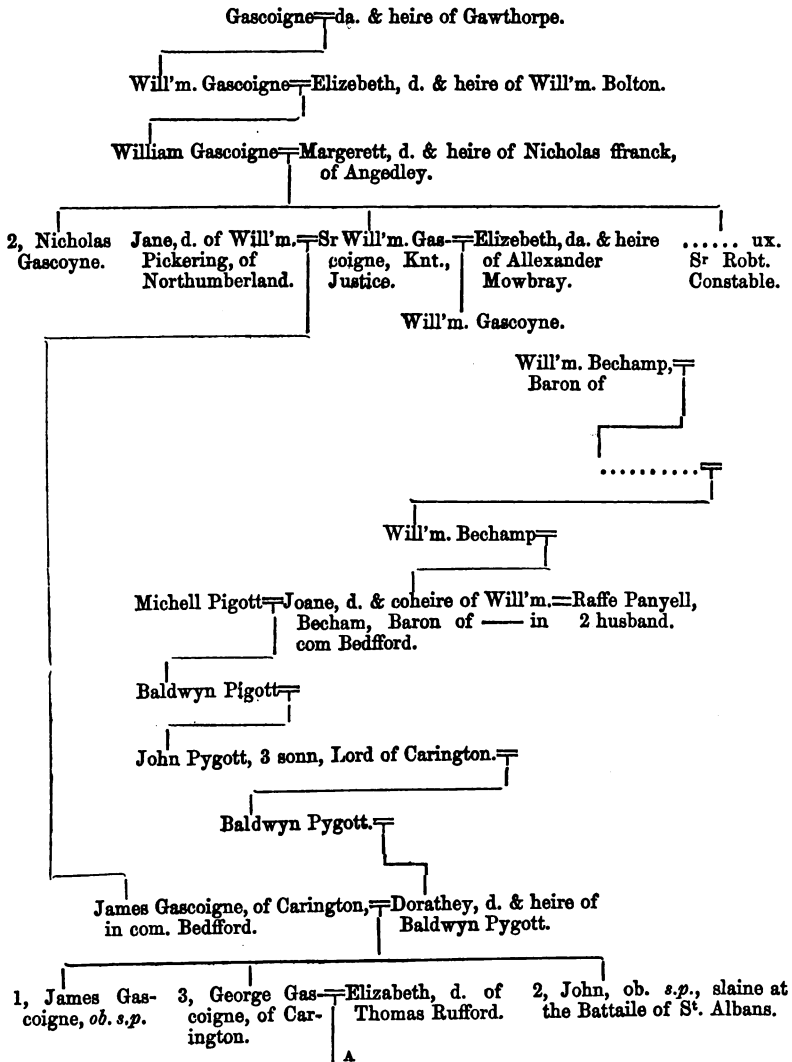 Gascoigne=da. & heire of Gawthorpe.
Will'm. Gascoigne=Elizebeth, d. & heire of Will'm. Bolton.
William Gascoigne=Margerett, d. & heire of Nicholas ffranck,
of Angedley.
2, Nicholas
Gascoyne.
Jane, d. of Will'm.
Pickering, of
Northumberland.
=Sr Will'm. Gas-
coigne, Knt.,
Justice.
=Elizebeth, da. & heire
of Allexander
Mowbray.
...... ux.
Sr Robt.
Constable.
Will'm. Gascoyne.
Will'm. Bechamp,=
Baron of
..........=
Will'm. Bechamp=
Michell Pigott=Joane, d. & coheire of Will'm.=Raffe Panyell,
Becham, Baron of —— in 2 husband.
com Bedfford.
Baldwyn Pigott=
John Pygott, 3 sonn, Lord of Carington.=
Baldwyn Pygott.=
James Gascoigne, of Carington,=Dorathey, d. & heire of
in com. Bedfford. Baldwyn Pygott.
1, James Gas-
coigne, ob. s.p.
3, George Gas-
coigne, of Car-
ington.
=Elizabeth, d. of
Thomas Rufford.
2, John, ob. s.p., slaine at
the Battaile of St. Albans.
A